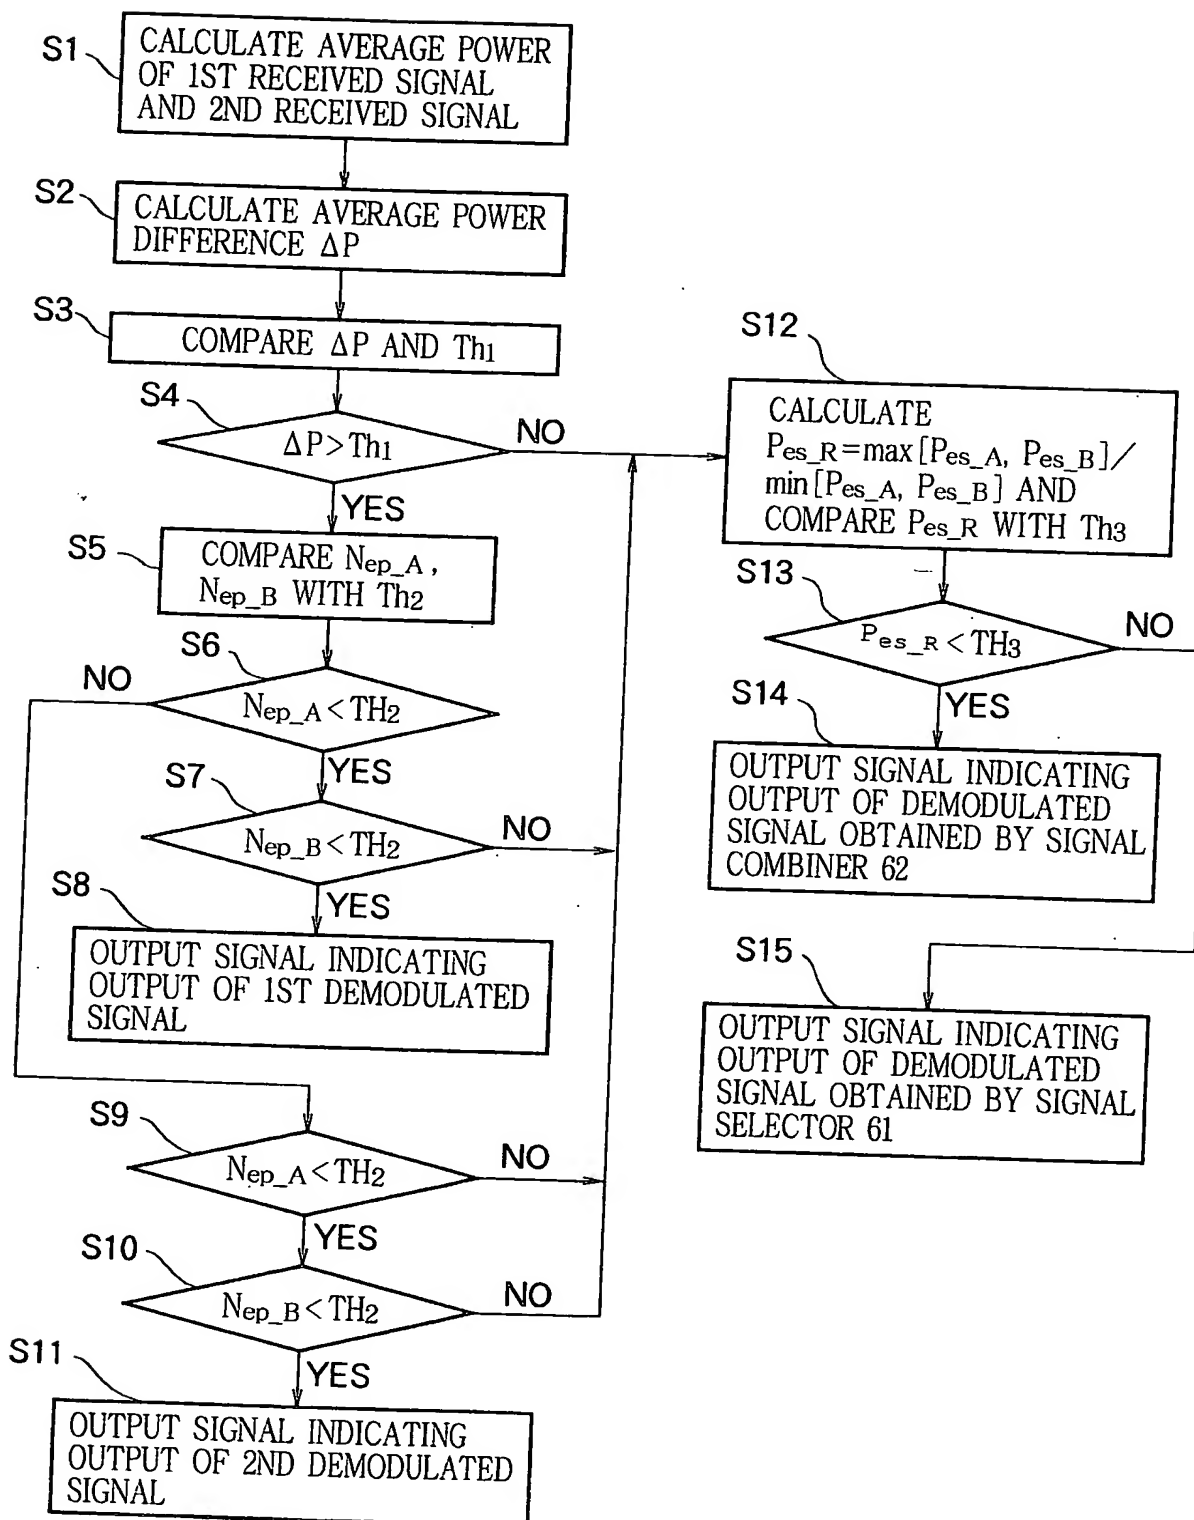 S1
CALCULATE AVERAGE POWER
OF 1ST RECEIVED SIGNAL
AND 2ND RECEIVED SIGNAL
S2
CALCULATE AVERAGE POWER
DIFFERENCE ΔP
S3
COMPARE ΔP AND Th1
S4
ΔP>Th1
NO
YES
S5
COMPARE Nep_A,
Nep_B WITH Th2
S6
NO
Nep_A<TH2
YES
S7
Nep_B<TH2
NO
YES
S8
OUTPUT SIGNAL INDICATING
OUTPUT OF 1ST DEMODULATED
SIGNAL
S9
Nep_A<TH2
NO
YES
S10
Nep_B<TH2
NO
YES
S11
OUTPUT SIGNAL INDICATING
OUTPUT OF 2ND DEMODULATED
SIGNAL
S12
CALCULATE
Pes_R=max[Pes_A, Pes_B]/
min[Pes_A, Pes_B] AND
COMPARE Pes_R WITH Th3
S13
Pes_R<TH3
NO
YES
S14
OUTPUT SIGNAL INDICATING
OUTPUT OF DEMODULATED
SIGNAL OBTAINED BY SIGNAL
COMBINER 62
S15
OUTPUT SIGNAL INDICATING
OUTPUT OF DEMODULATED
SIGNAL OBTAINED BY SIGNAL
SELECTOR 61